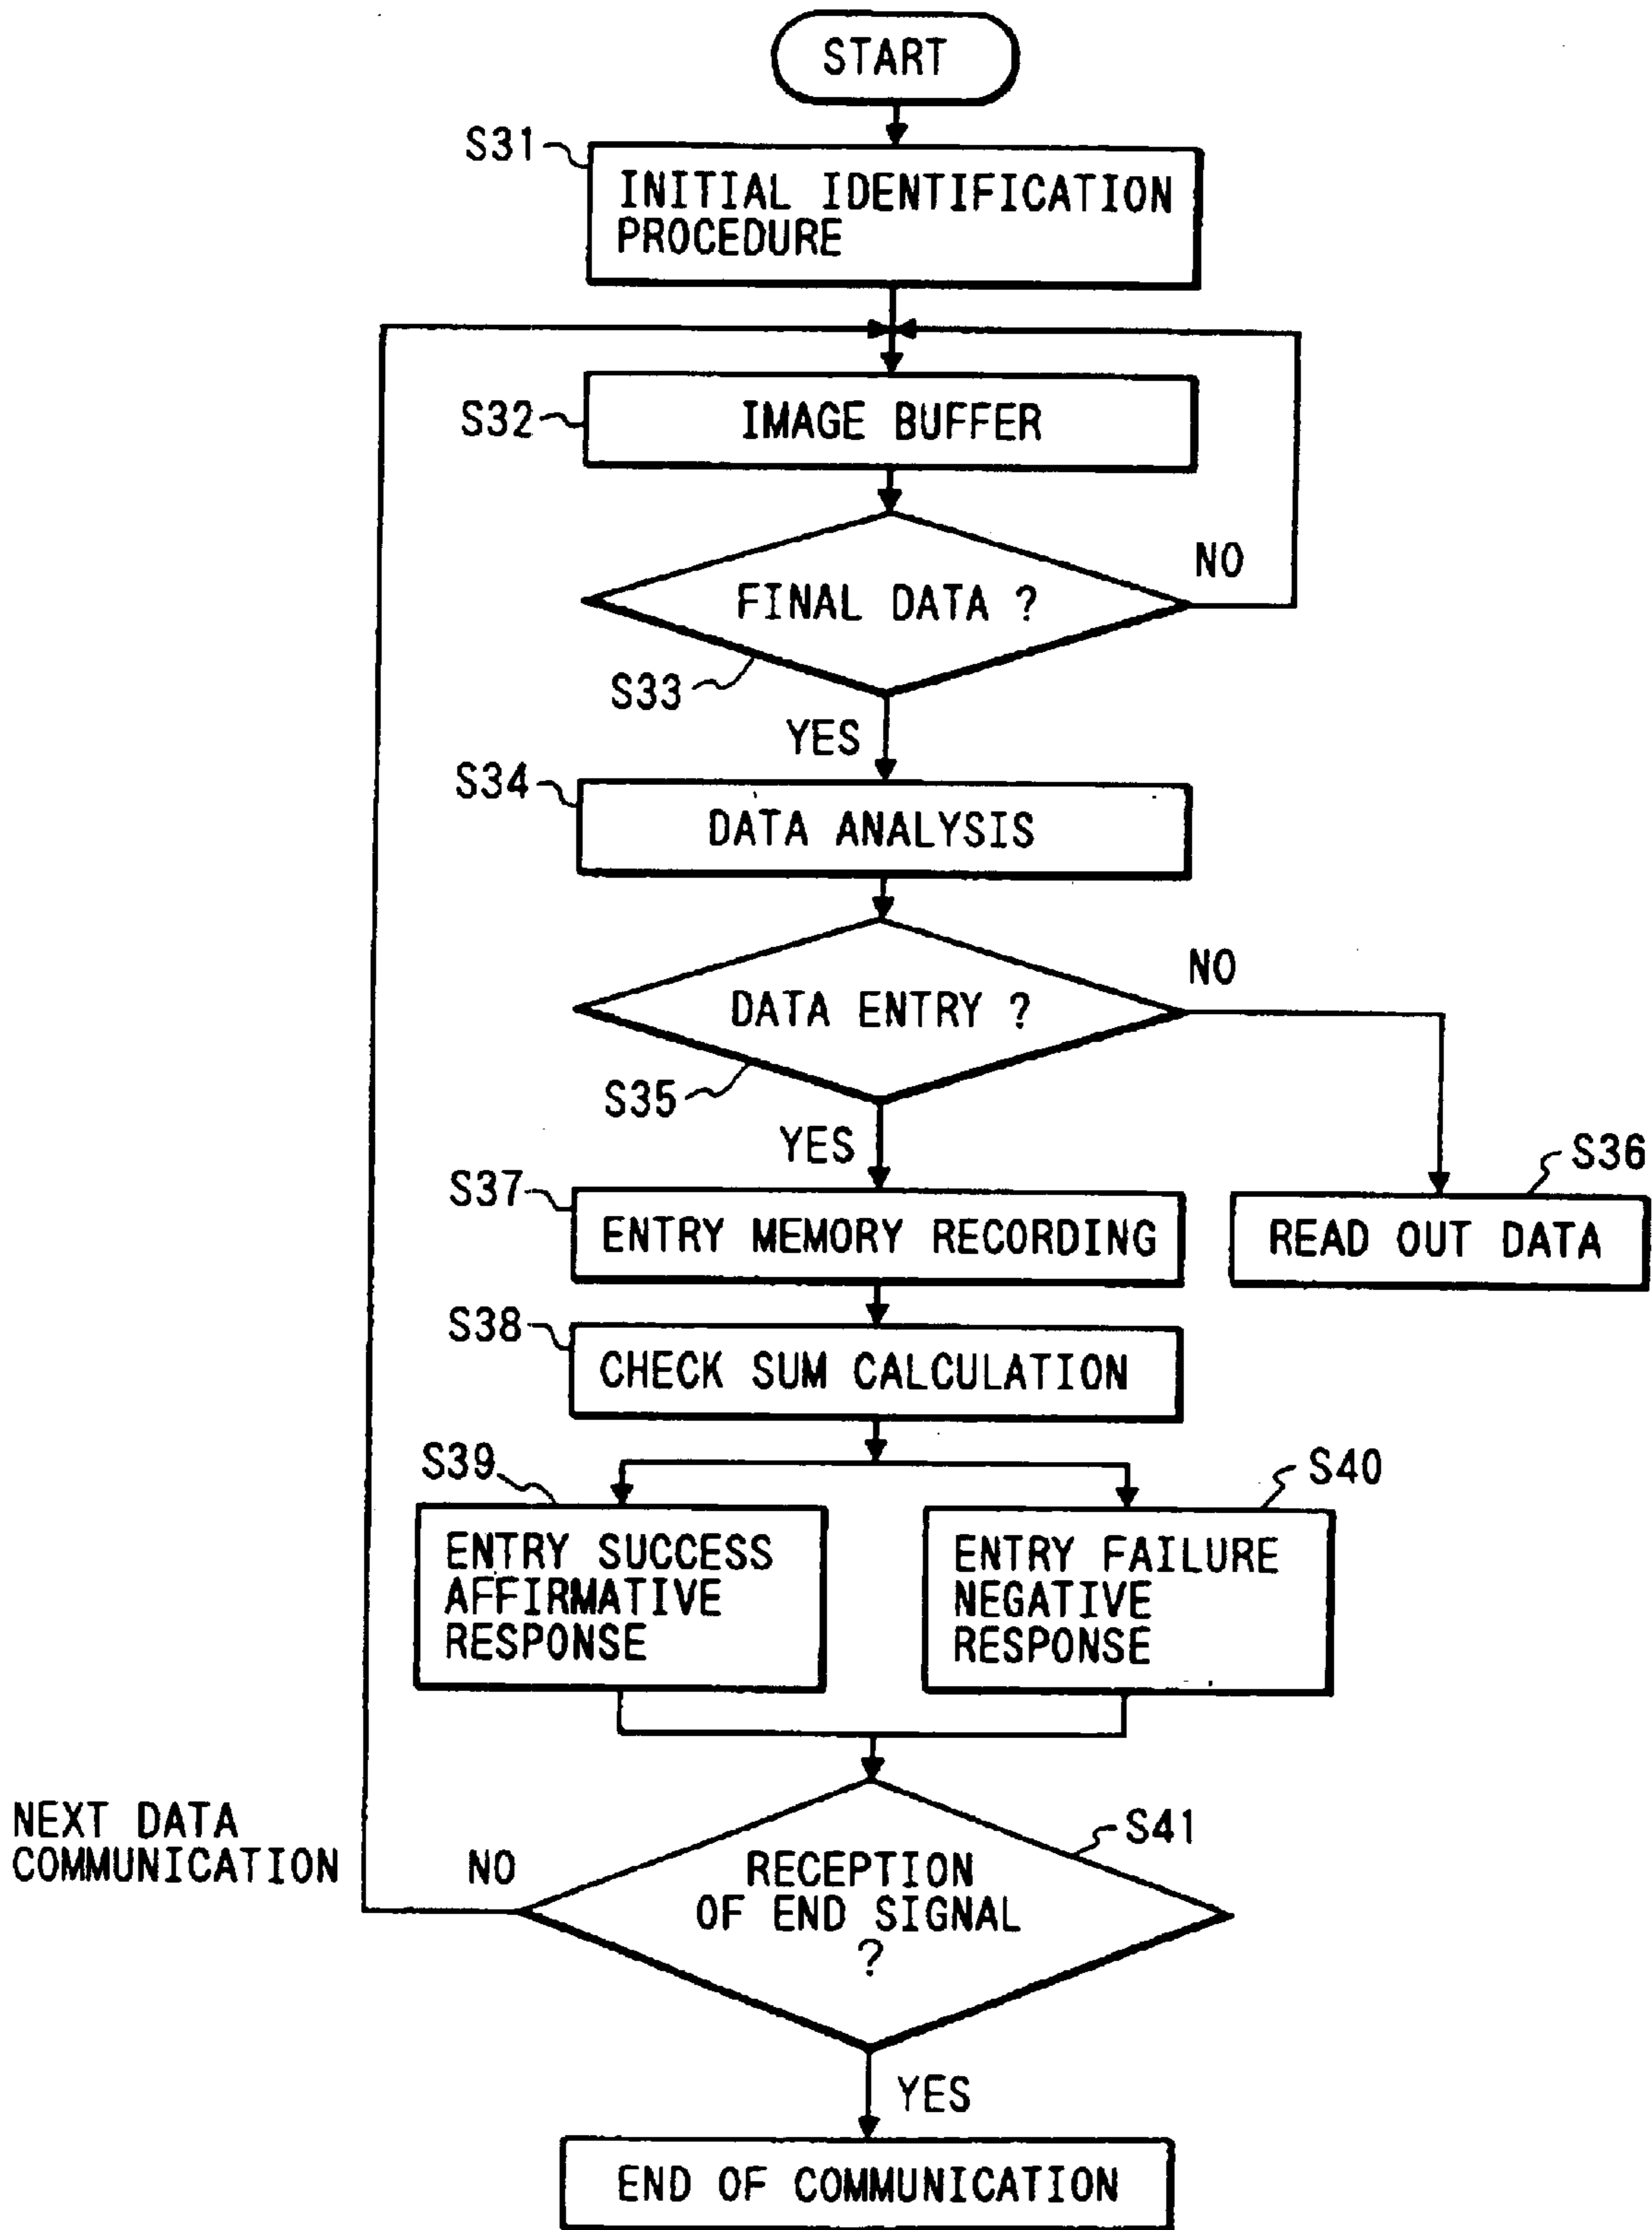 START
S31
INITIAL IDENTIFICATION
PROCEDURE
S32
IMAGE BUFFER
FINAL DATA ?
NO
S33
YES
S34
DATA ANALYSIS
DATA ENTRY ?
NO
S35
YES
S36
READ OUT DATA
S37
ENTRY MEMORY RECORDING
S38
CHECK SUM CALCULATION
S39
ENTRY SUCCESS
AFFIRMATIVE
RESPONSE
S40
ENTRY FAILURE
NEGATIVE
RESPONSE
S41
RECEPTION
OF END SIGNAL
?
NEXT DATA
COMMUNICATION
NO
YES
END OF COMMUNICATION